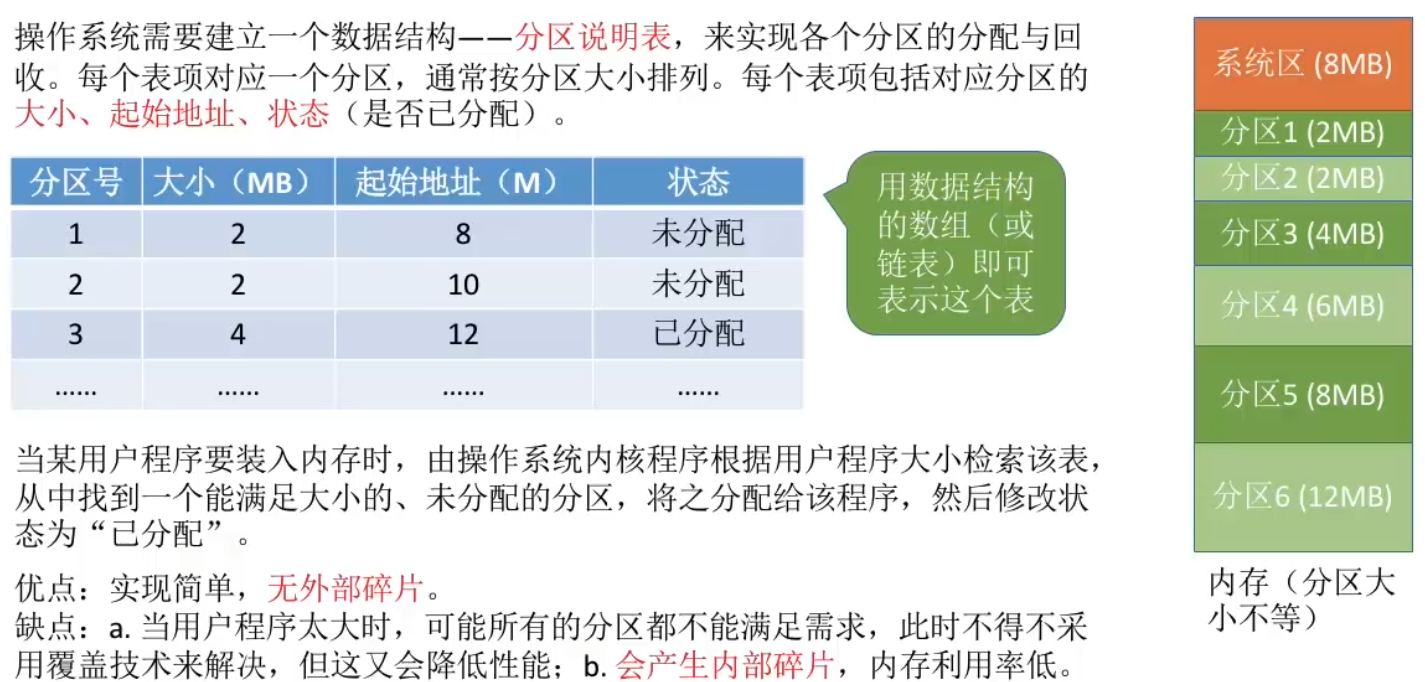 操作系统需要建立一个数据结构——分区说明表，来实现各个分区的分配与回
收。每个表项对应一个分区，通常按分区大小排列。每个表项包括对应分区的
大小、起始地址、状态（是否已分配）。
分区号 大小（MB） 起始地址（M） 状态
1 2 8 未分配
2 2 10 未分配
3 4 12 已分配
...... ...... ...... ......
用数据结构
的数组（或
链表）即可
表示这个表
当某用户程序要装入内存时，由操作系统内核程序根据用户程序大小检索该表，
从中找到一个能满足大小的、未分配的分区，将之分配给该程序，然后修改状
态为“已分配”。
优点：实现简单，无外部碎片。
缺点：a. 当用户程序太大时，可能所有的分区都不能满足需求，此时不得不采
用覆盖技术来解决，但这又会降低性能；b. 会产生内部碎片，内存利用率低。
系统区 (8MB)
分区1 (2MB)
分区2 (2MB)
分区3 (4MB)
分区4 (6MB)
分区5 (8MB)
分区6 (12MB)
内存（分区大
小不等）